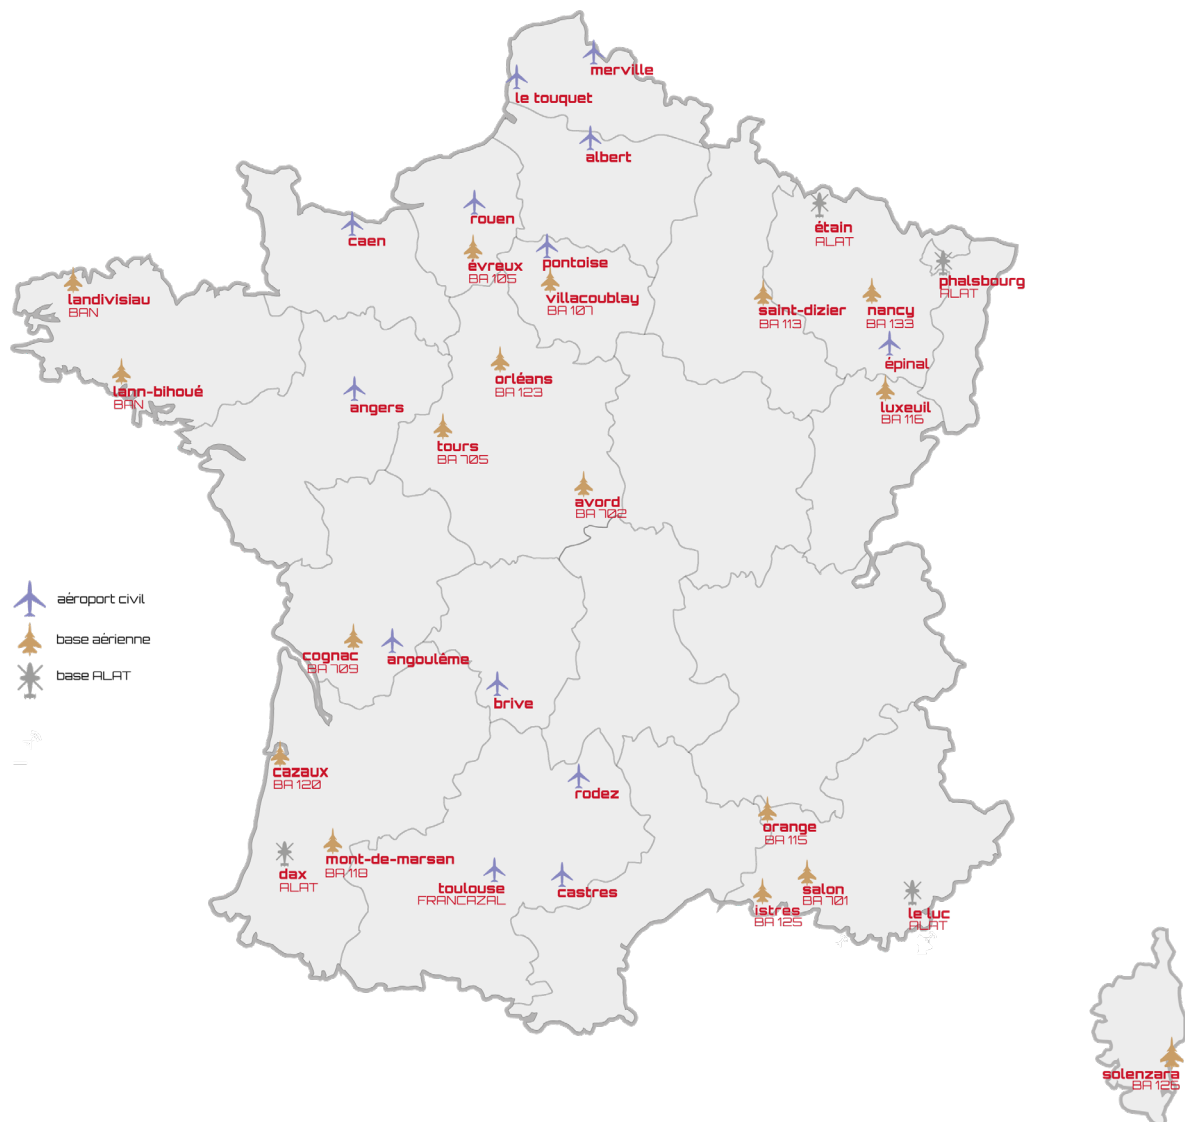 merville
le touquet
albert
rouen
caen
étain
ALAT
évreux
BA 105
pontoise
villacoublay
BA 107
phalsbourg
ALAT
landivisiau
BAN
saint-dizier
BA 113
nancy
BA 133
épinal
orléans
BA 123
lann-bihoué
BAN
angers
luxeuil
BA 116
tours
BA 705
avord
BA 702
aéroport civil
base aérienne
base ALAT
cognac
BA 709
angoulême
brive
cazaux
BA 120
rodez
orange
BA 115
mont-de-marsan
BA 118
dax
ALAT
toulouse
FRANCAZAL
castres
salon
BA 701
istres
BA 125
le luc
ALAT
solenzara
BA 126